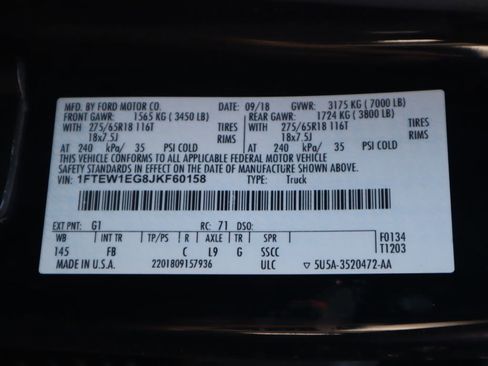 MFD. BY FORD MOTOR CO. DATE: 09/18 GVWR: 3175 KG ( 7000 LB)
FRONT GAWR: 1565 KG ( 3450 LB) REAR GAWR: 1724 KG ( 3800 LB)
WITH 275/65R18 116T TIRES WITH 275/65R18 116T TIRES
18x7.5J RIMS 18x7.5J RIMS
AT 240 kPa/ 35 PSI COLD AT 240 kPa/ 35 PSI COLD
THIS VEHICLE CONFORMS TO ALL APPLICABLE FEDERAL MOTOR VEHICLE
SAFETY STANDARDS IN EFFECT ON THE DATE OF MANUFACTURE SHOWN ABOVE.
VIN: 1FTEW1EG8JKF60158 TYPE: Truck
EXT PNT: G1 RC: 71 DSO:
WB INT TR TP/PS R AXLE TR SPR F0134
145 FB C L9 G SSCC T1203
MADE IN U.S.A. 2201809157936 ULC ▽ 5U5A-3520472-AA